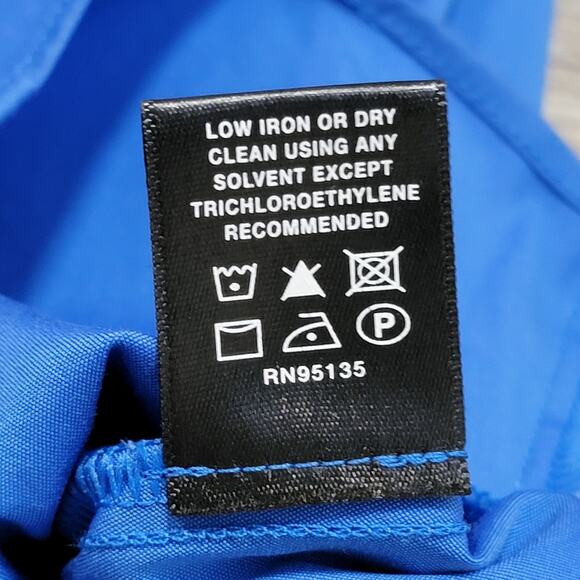 LOW IRON OR DRY
CLEAN USING ANY
SOLVENT EXCEPT
TRICHLOROETHYLENE
RECOMMENDED
P
RN95135